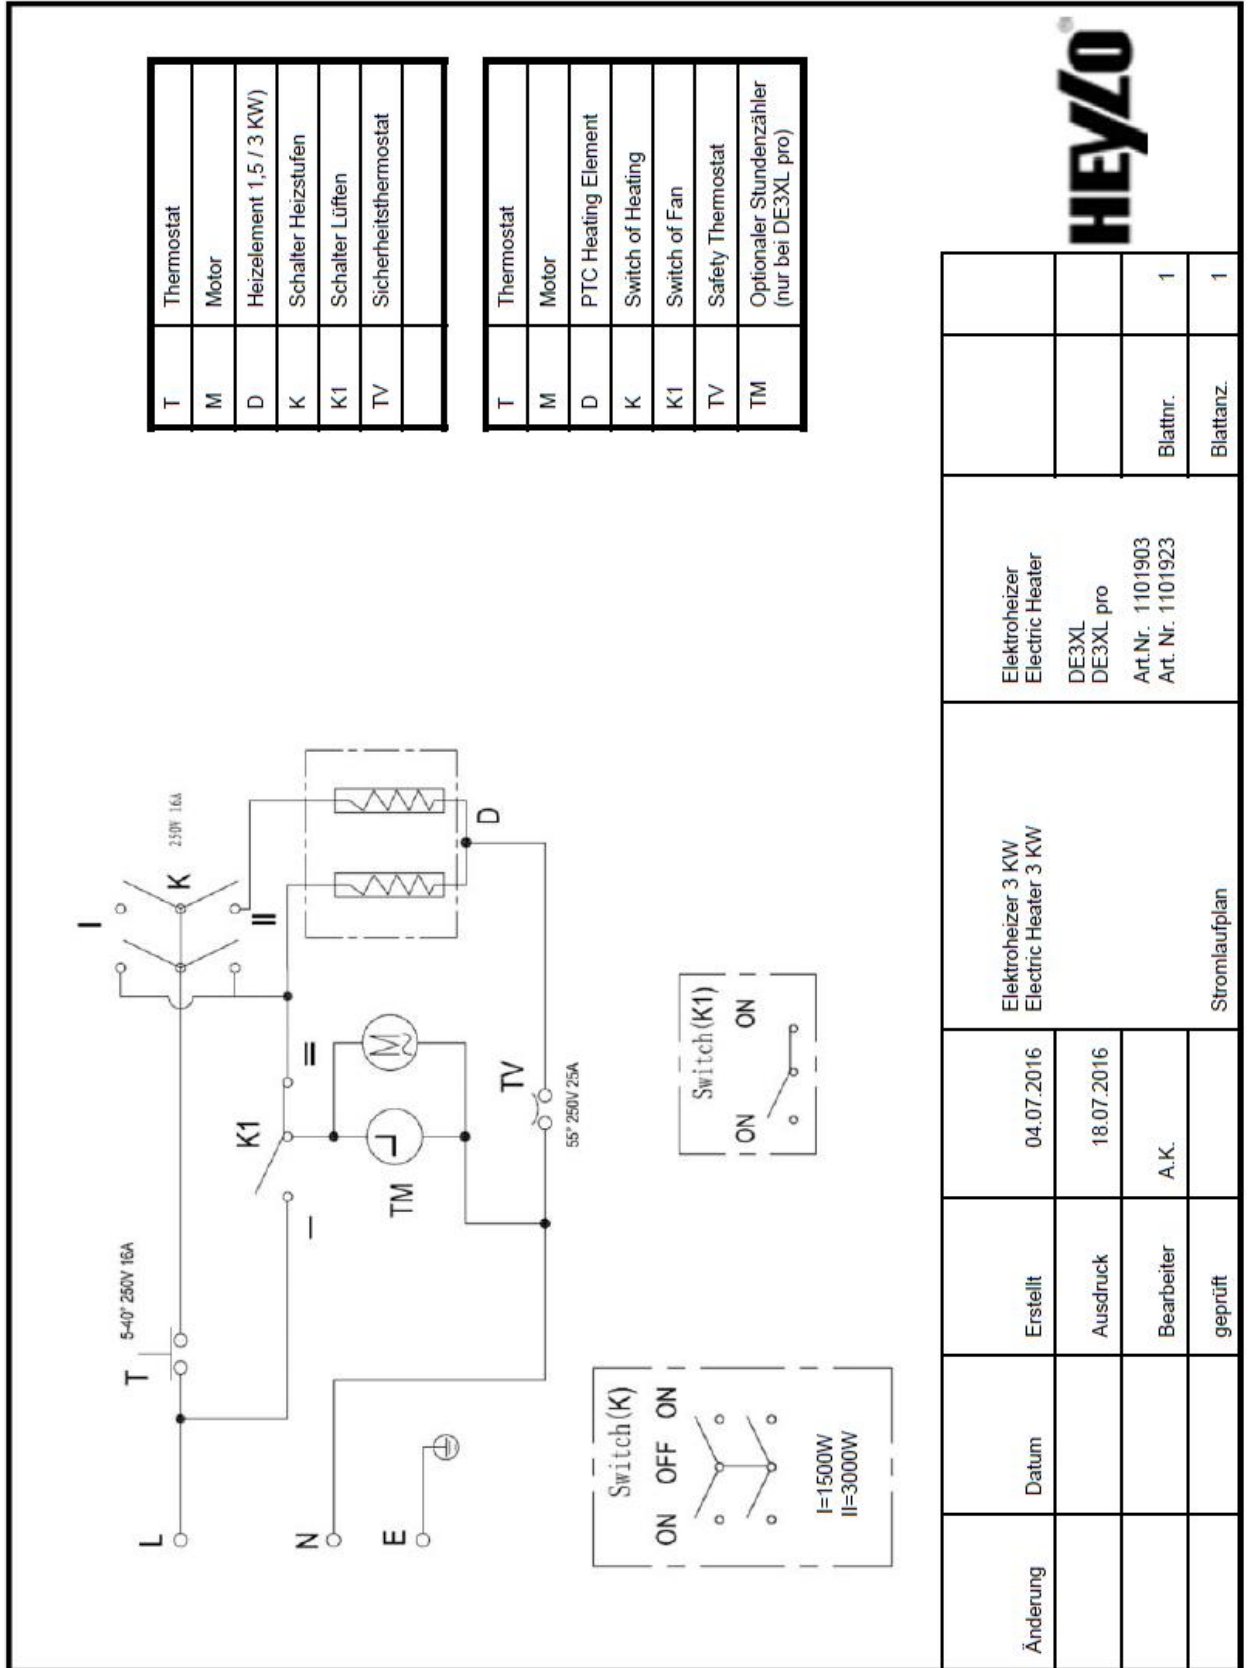 I
K
250V 16A
II
5-40° 250V 16A
T
K1
I
II
L
N
E
TM
M
D
TV
55° 250V 25A
Switch(K)
ON OFF ON
I=1500W
II=3000W
Switch(K1)
ON ON
T Thermostat
M Motor
D Heizelement 1,5 / 3 KW)
K Schalter Heizstufen
K1 Schalter Lüften
TV Sicherheitsthermostat
T Thermostat
M Motor
D PTC Heating Element
K Switch of Heating
K1 Switch of Fan
TV Safety Thermostat
TM Optionaler Stundenzähler
(nur bei DE3XL pro)
Änderung Datum
Erstellt 04.07.2016
Ausdruck 18.07.2016
Bearbeiter A.K.
geprüft
Elektroheizer 3 KW
Electric Heater 3 KW
Stromlaufplan
Elektroheizer
Electric Heater
DE3XL
DE3XL pro
Art.Nr. 1101903
Art. Nr. 1101923
Blattnr. 1
Blattanz. 1
HEYLO®